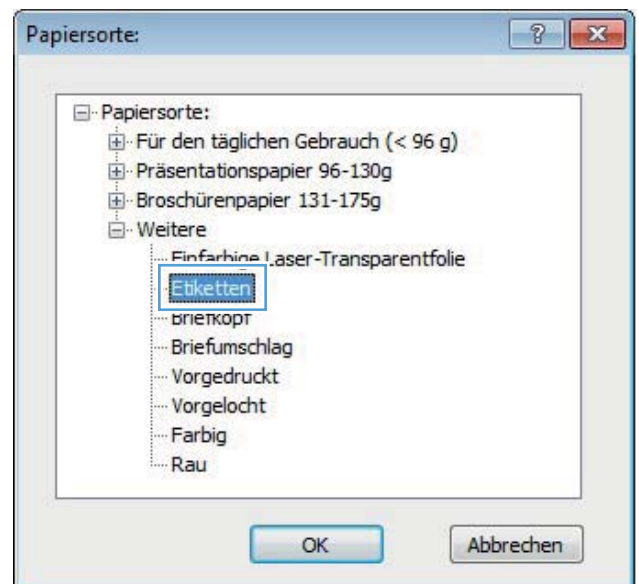 Papiersorte:
Papiersorte:
Für den täglichen Gebrauch (< 96 g)
Präsentationspapier 96-130g
Broschürenpapier 131-175g
Weitere
Einfarbige Laser-Transparentfolie
Etiketten
Briefkopf
Briefumschlag
Vorgedruckt
Vorgelocht
Farbig
Rau
OK Abbrechen